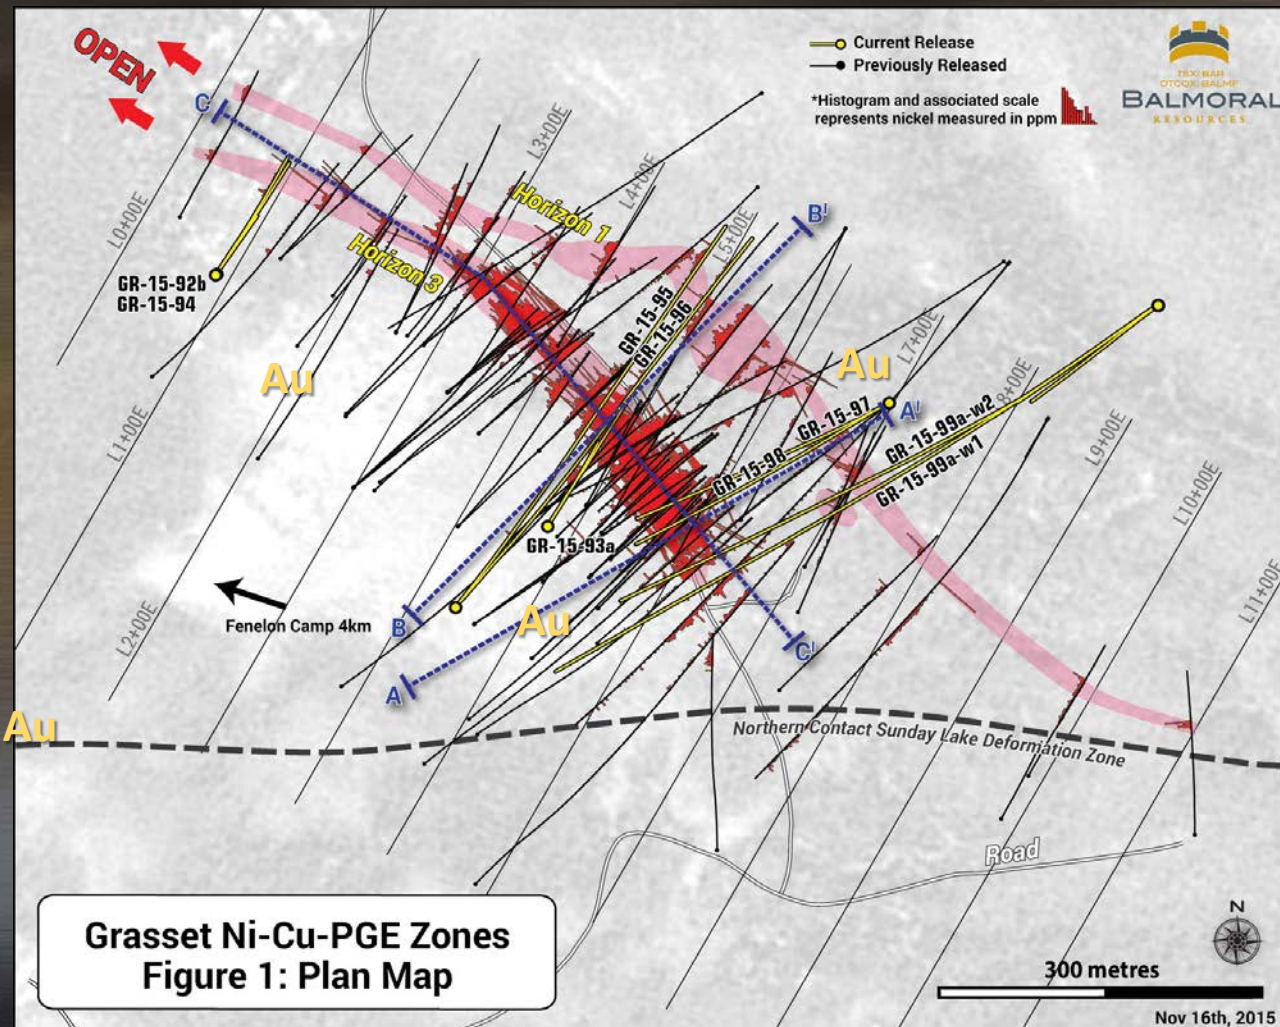 OPEN
Current Release
Previously Released
*Histogram and associated scale
represents nickel measured in ppm
TSX: BAR
OTCQX: BALMF
BALMORAL
RESOURCES
C
L0+00E
L3+00E
L4+00E
L5+00E
B'
Horizon 1
Horizon 3
GR-15-92b
GR-15-94
GR-15-95
GR-15-96
Au
Au
L7+00E
8+00E
A'
GR-15-97
GR-15-98
GR-15-99a-w2
GR-15-99a-w1
L1+00E
L9+00E
L10+00E
L11+00E
GR-15-93a
Fenelon Camp 4km
L2+00E
B
Au
A
C'
Au
Northern Contact Sunday Lake Deformation Zone
Road
Grasset Ni-Cu-PGE Zones
Figure 1: Plan Map
N
300 metres
Nov 16th, 2015